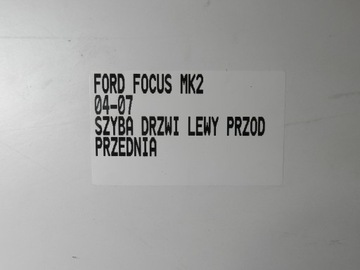 FORD FOCUS MK2
04-07
SZYBA DRZWI LEWY PRZOD
PRZEDNIA